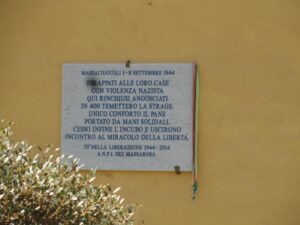 MASSACIUCCOLI 1-8 SETTEMBRE 1944
STRAPPATI ALLE LORO CASE
CON VIOLENZA NAZISTA
QUI RINCHIUSI ANGOSCIATI,
IN 400 TEMETTERO LA STRAGE.
UNICO CONFORTO IL PANE
PORTATO DA MANI SOLIDALI.
CESSÒ INFINE L'INCUBO E USCIRONO
INCONTRO AL MIRACOLO DELLA LIBERTÀ.
70° DELLA LIBERAZIONE 1944-2014
A.N.P.I. SEZ. MASSAROSA